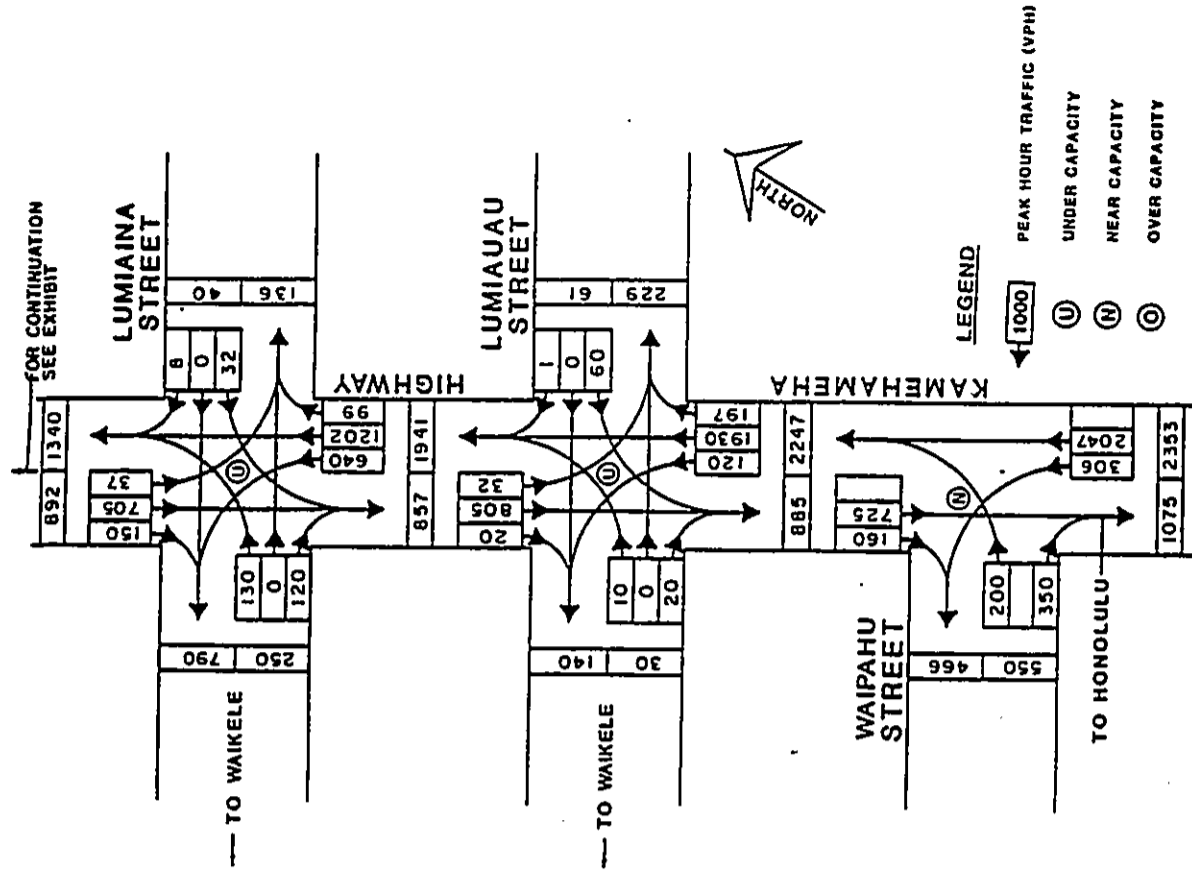 FOR CONTINUATION
SEE EXHIBIT
LUMIAINA
STREET
892 1340
150 705 37
8 0 32
40 136
130 0 120
640 1202 99
790 250
TO WAIKELE
HIGHWAY
857 1941
LUMIAUAU
STREET
20 805 32
1 0 60
61 229
10 0 20
120 1930 197
140 30
TO WAIKELE
KAMEHAMEHA
885 2247
160 725
WAIPAHU
STREET
200 350
306 2047
466 550
TO HONOLULU
1075 2353
NORTH
LEGEND
1000 PEAK HOUR TRAFFIC (VPH)
U UNDER CAPACITY
N NEAR CAPACITY
O OVER CAPACITY
U
U
N